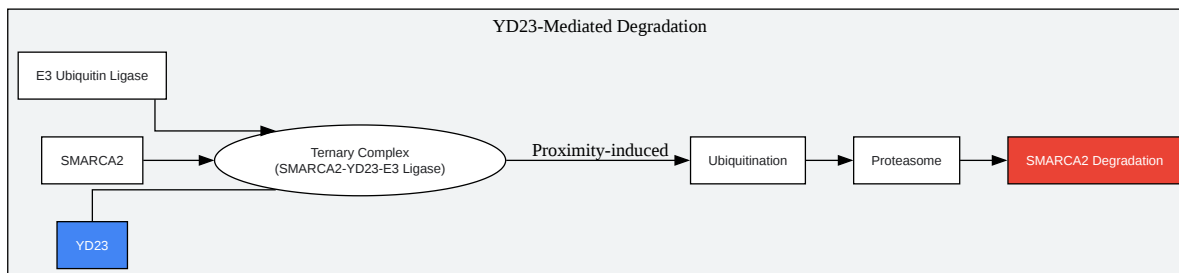 YD23-Mediated Degradation
E3 Ubiquitin Ligase
SMARCA2
YD23
Ternary Complex
(SMARCA2-YD23-E3 Ligase)
Proximity-induced
Ubiquitination
Proteasome
SMARCA2 Degradation